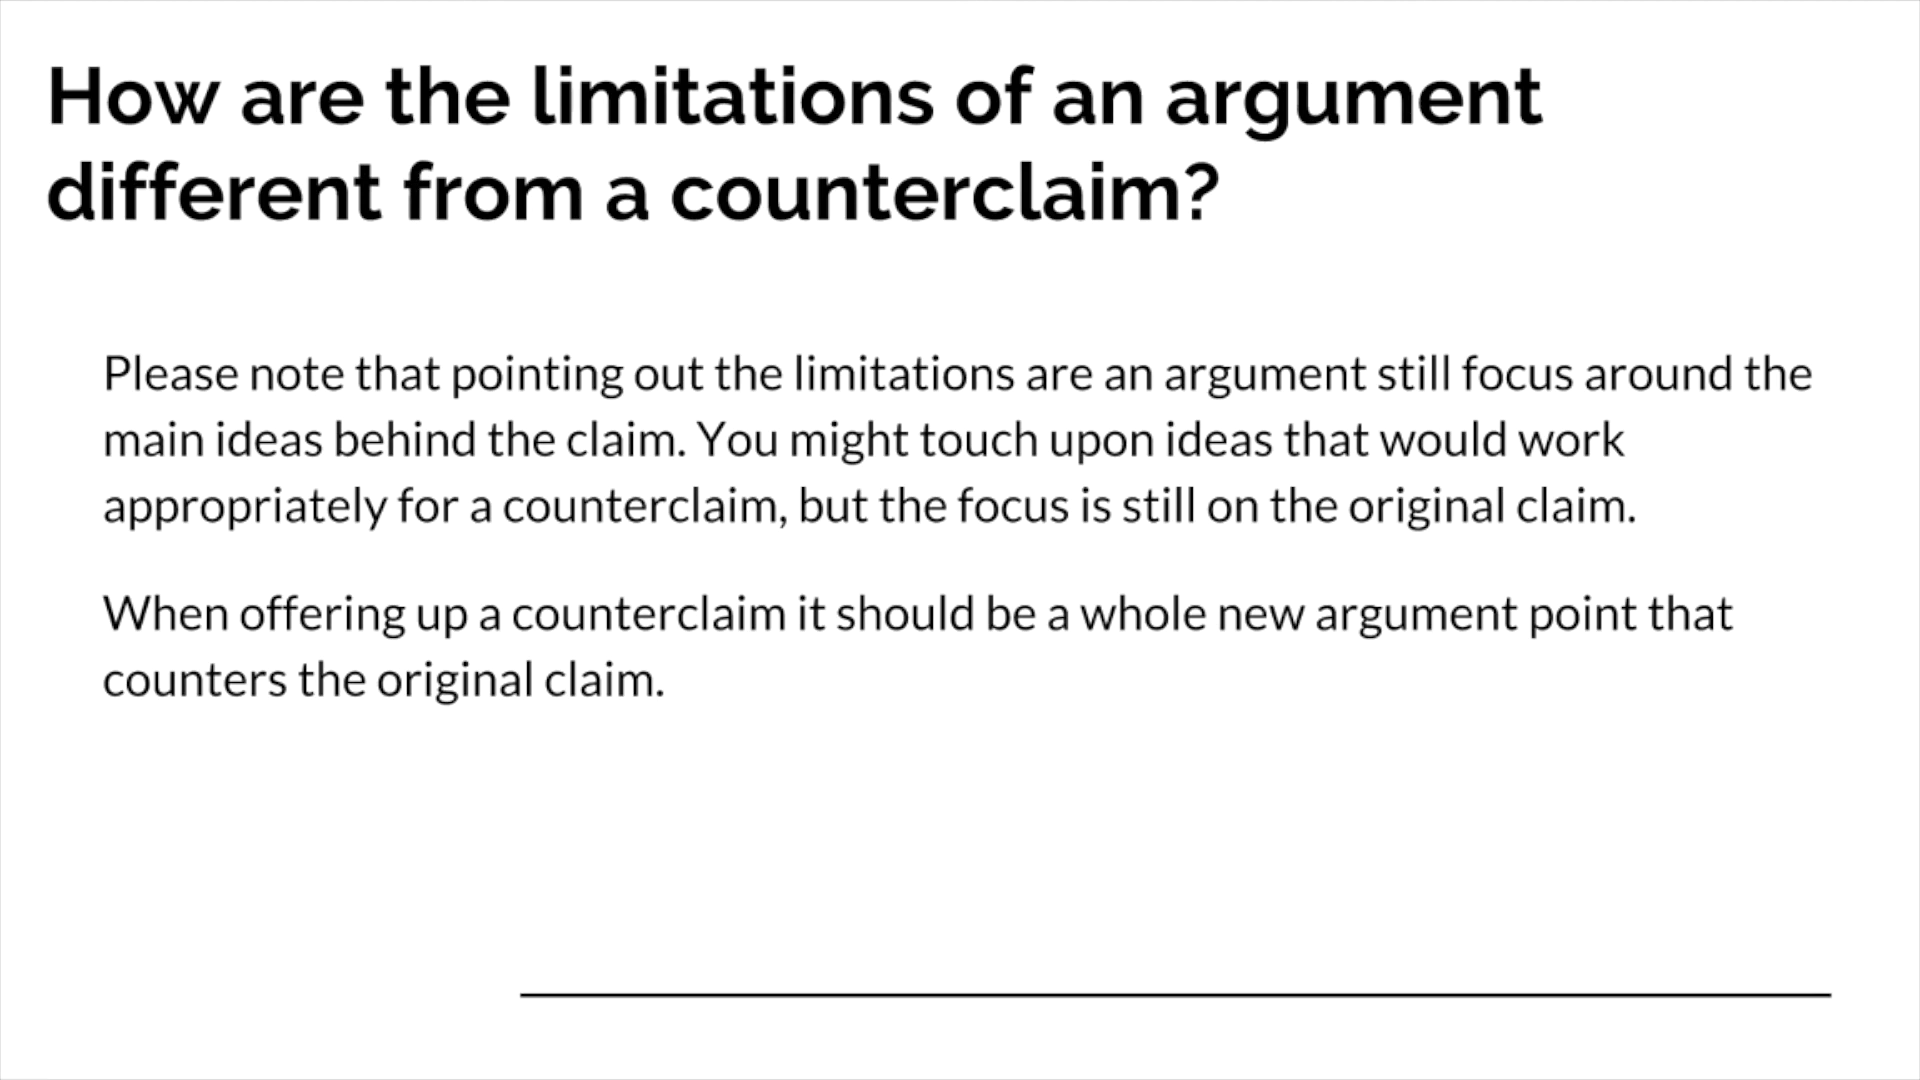 How are the limitations of an argument
different from a counterclaim?
Please note that pointing out the limitations are an argument still focus around the
main ideas behind the claim. You might touch upon ideas that would work
appropriately for a counterclaim, but the focus is still on the original claim.
When offering up a counterclaim it should be a whole new argument point that
counters the original claim.